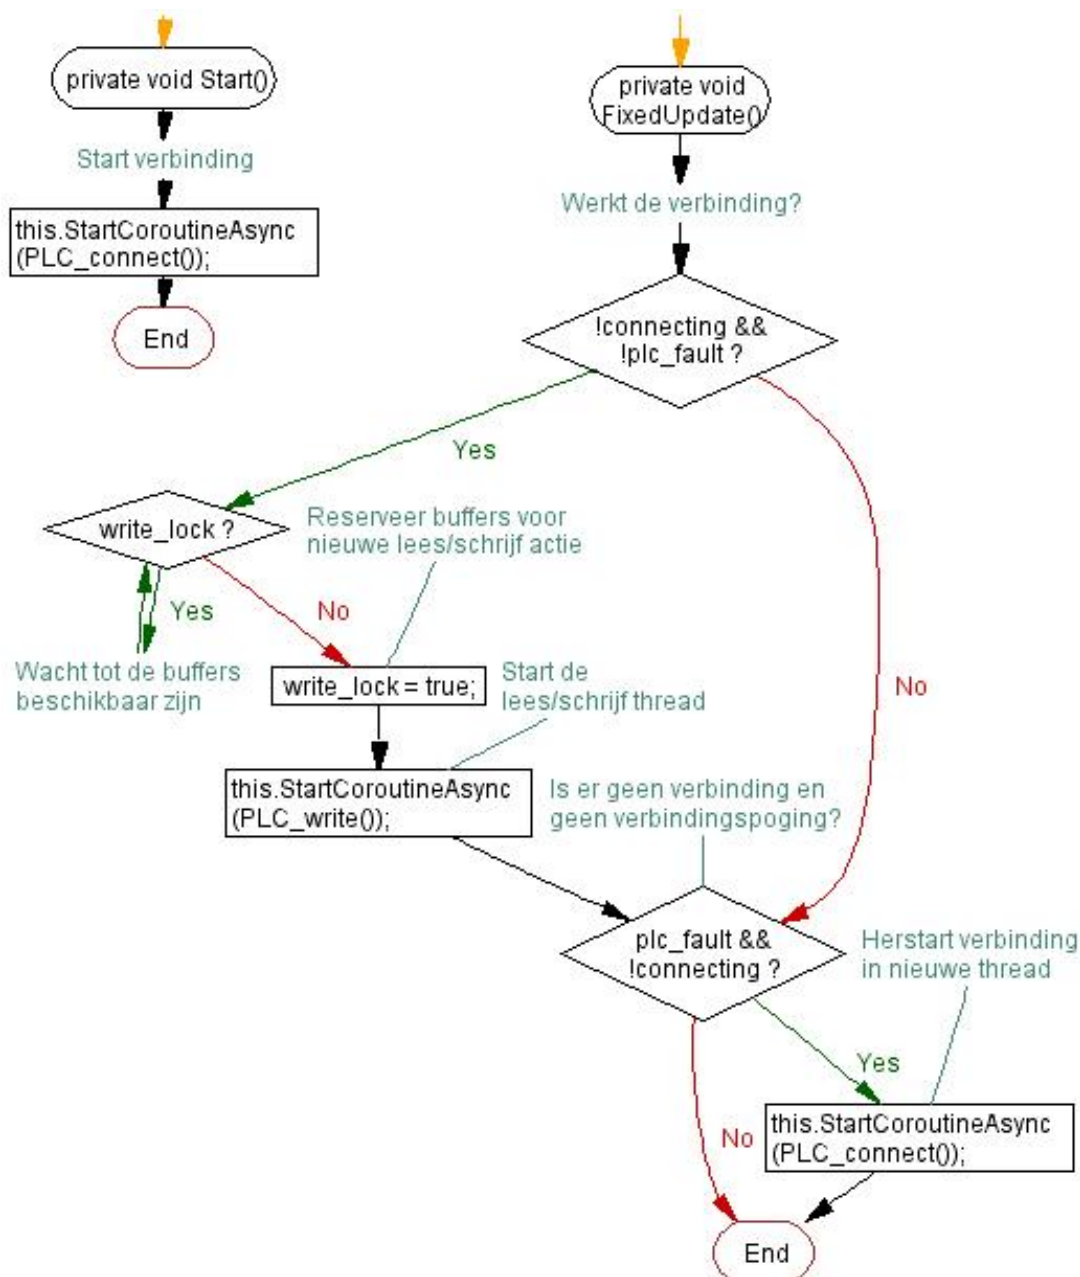 private void Start()
Start verbinding
this.StartCoroutineAsync
(PLC_connect());
End
private void
FixedUpdate()
Werkt de verbinding?
!connecting &&
!plc_fault ?
Yes
No
write_lock ?
Yes
Wacht tot de buffers
beschikbaar zijn
No
Reserveer buffers voor
nieuwe lees/schrijf actie
write_lock = true;
Start de
lees/schrijf thread
this.StartCoroutineAsync
(PLC_write());
Is er geen verbinding en
geen verbindingspoging?
plc_fault &&
!connecting ?
Herstart verbinding
in nieuwe thread
Yes
No
this.StartCoroutineAsync
(PLC_connect());
End